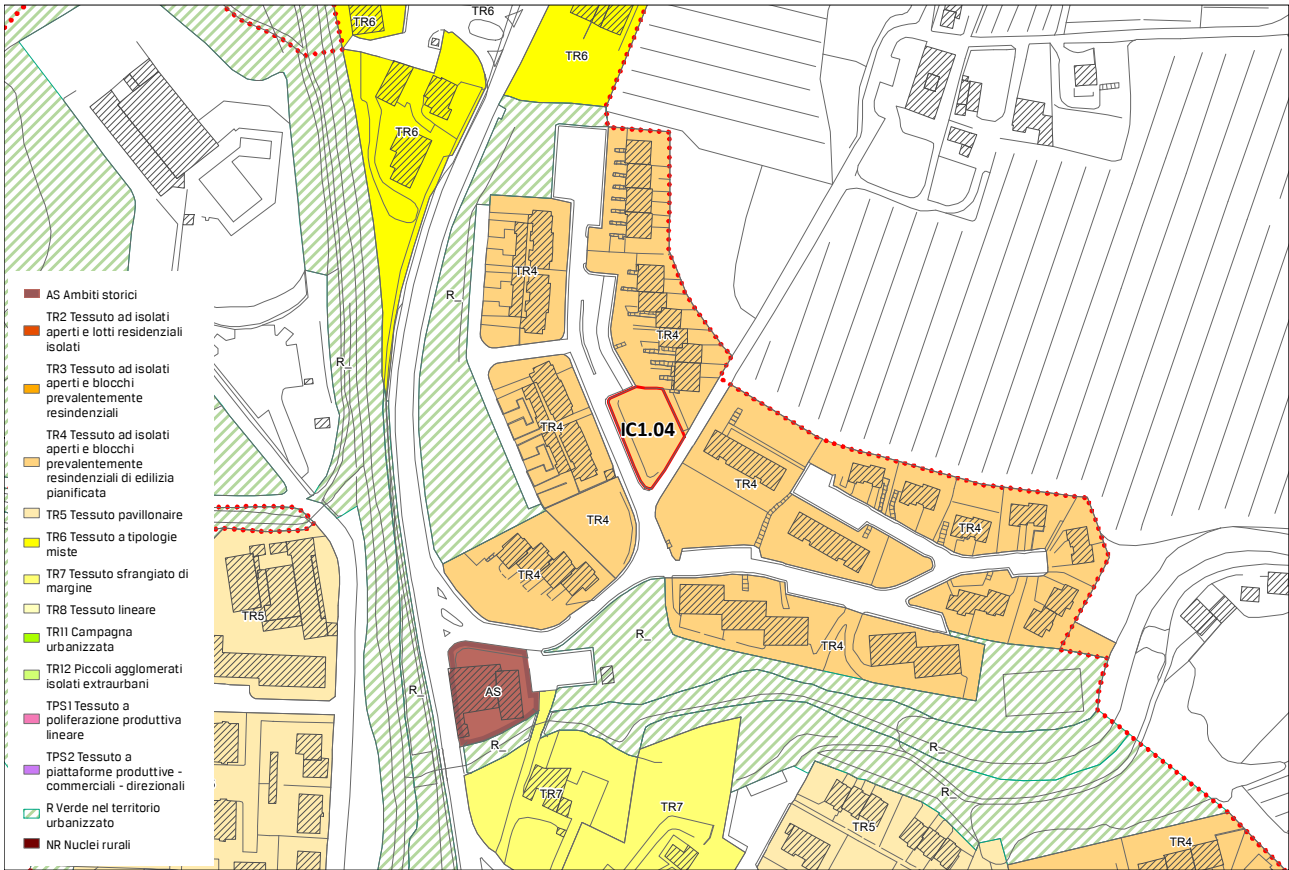 TR6
TR6
TR6
TR6
TR4
R_
TR4
R_
TR4
IC1.04
TR4
TR4
TR4
TR4
TR5
R_
TR4
R_
AS
R_
R_
R_
TR7
TR7
TR5
TR4
AS Ambiti storici
TR2 Tessuto ad isolati
aperti e lotti residenziali
isolati
TR3 Tessuto ad isolati
aperti e blocchi
prevalentemente
resindenziali
TR4 Tessuto ad isolati
aperti e blocchi
prevalentemente
residenziali di edilizia
pianificata
TR5 Tessuto pavillonaire
TR6 Tessuto a tipologie
miste
TR7 Tessuto sfrangiato di
margine
TR8 Tessuto lineare
TR11 Campagna
urbanizzata
TR12 Piccoli agglomerati
isolati extraurbani
TPS1 Tessuto a
poliferazione produttiva
lineare
TPS2 Tessuto a
piattaforme produttive -
commerciali - direzionali
R Verde nel territorio
urbanizzato
NR Nuclei rurali